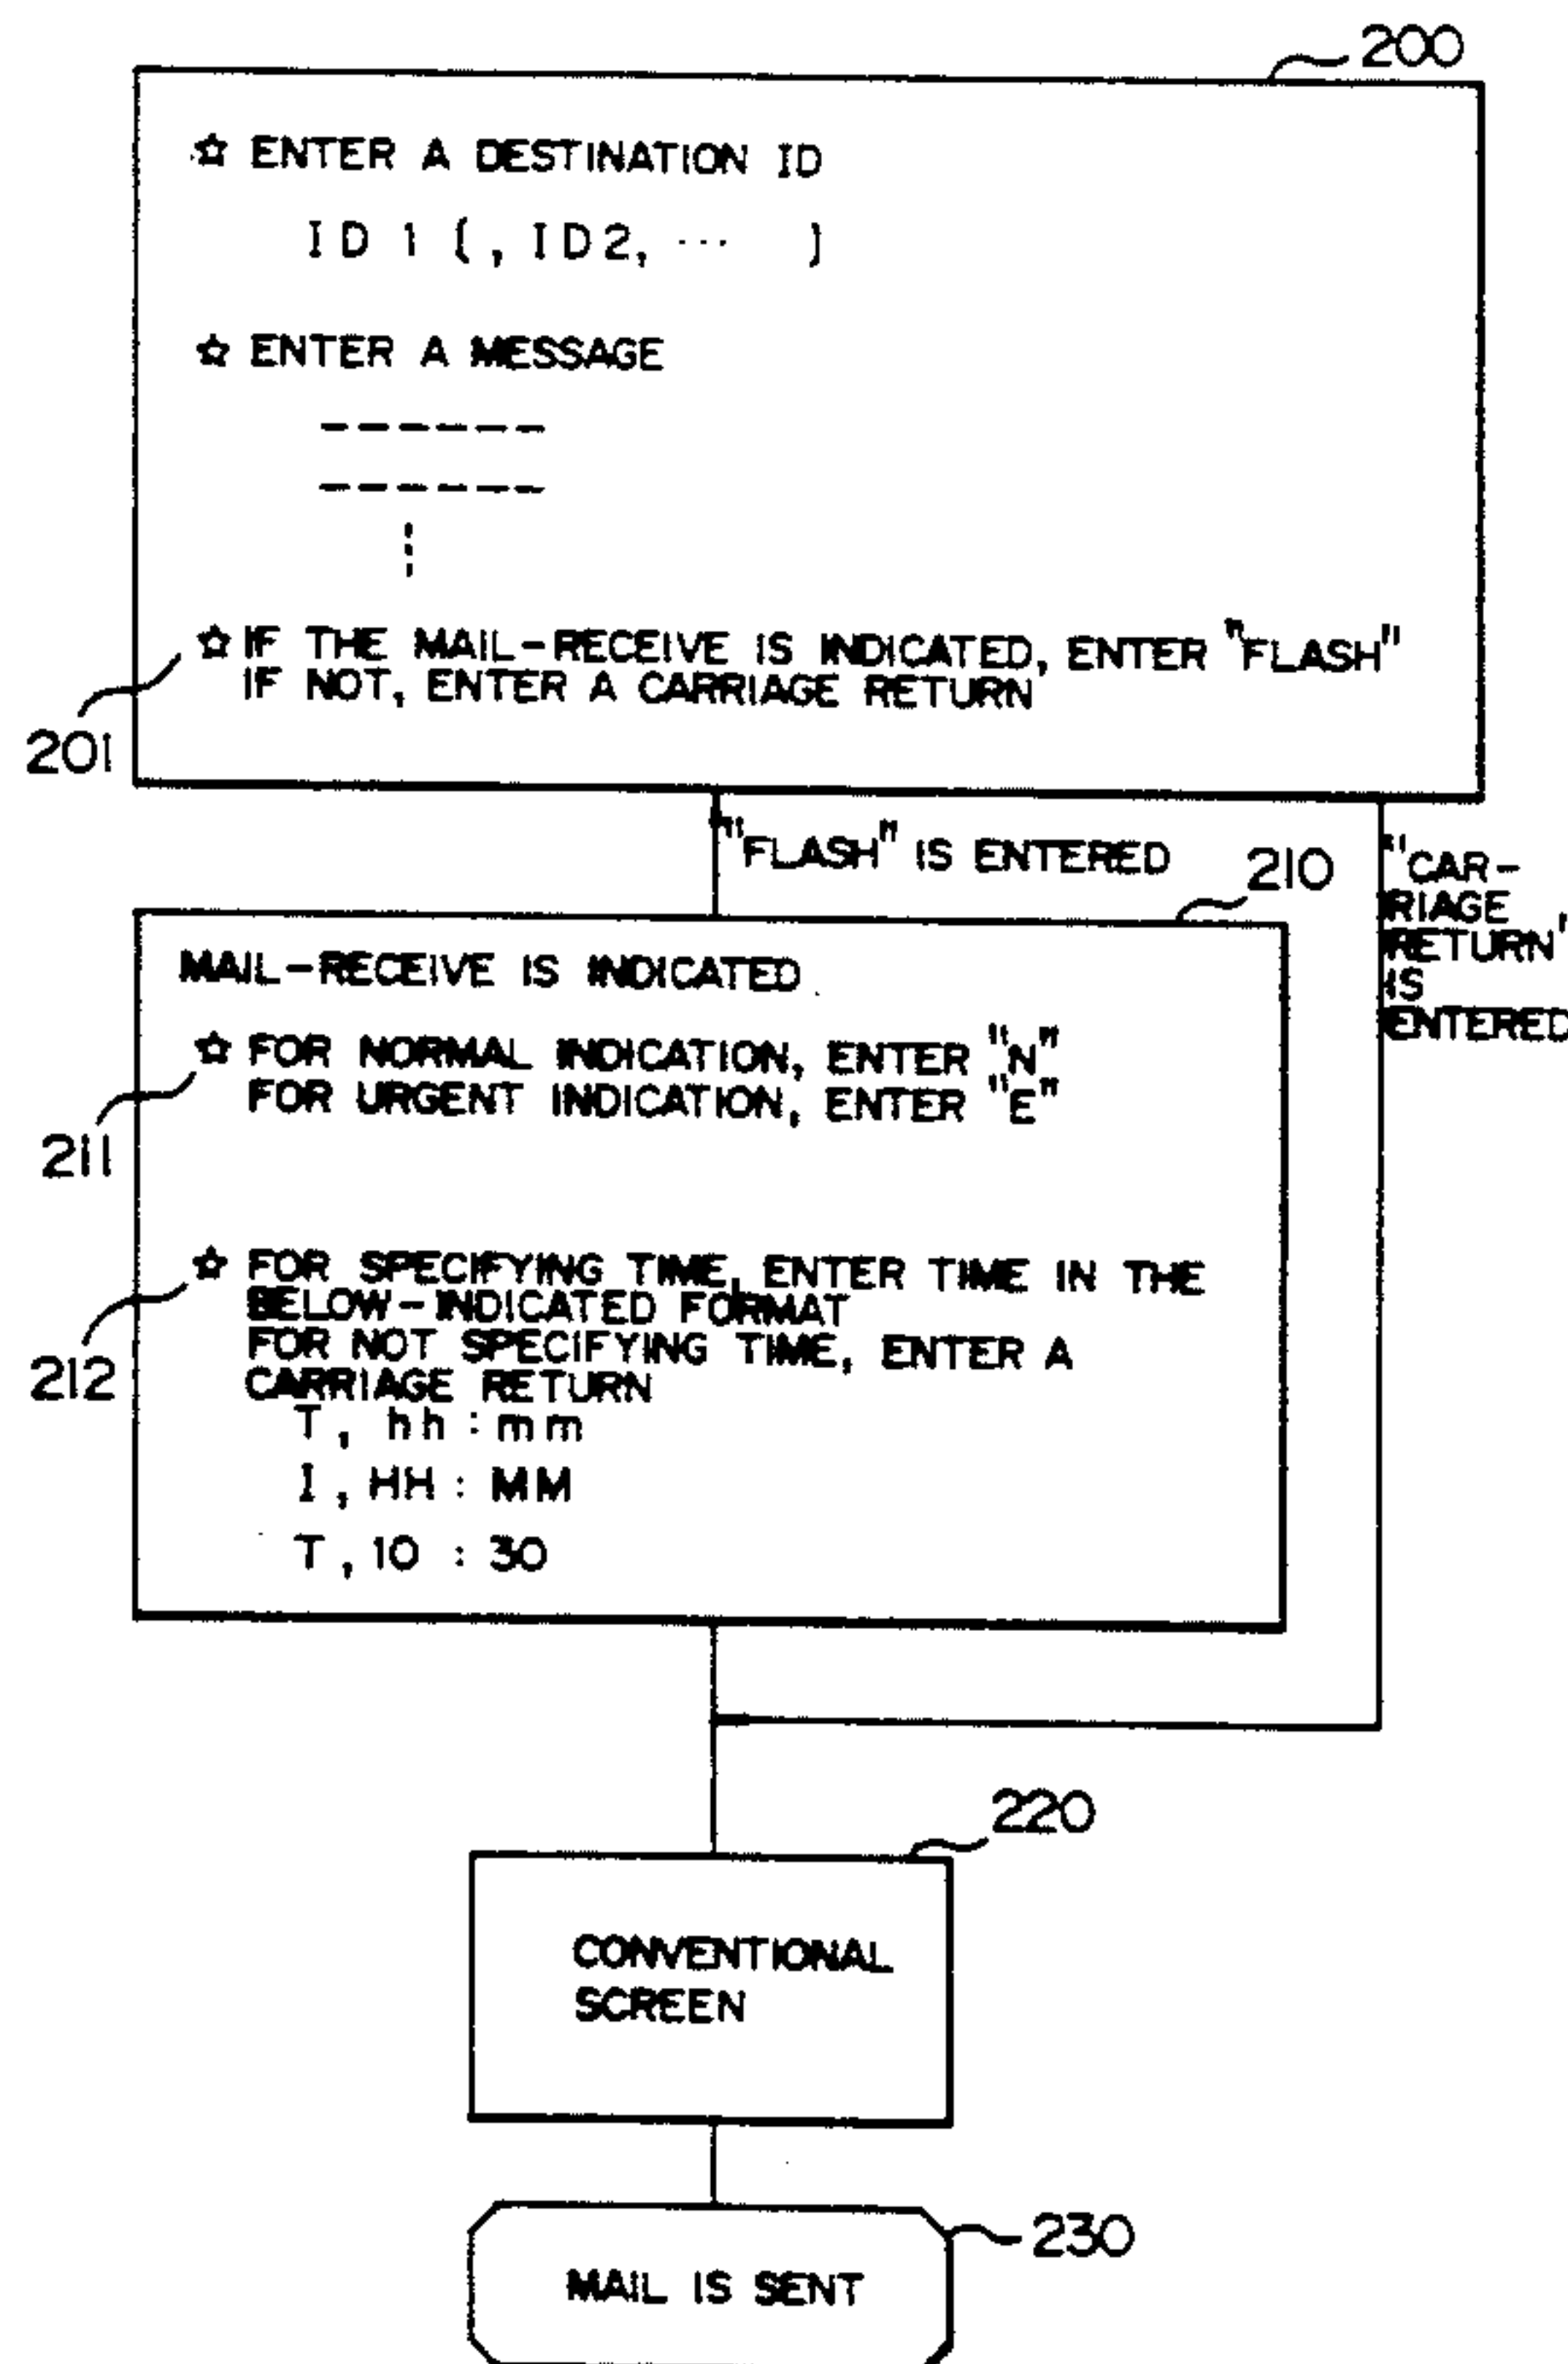 200
☆ ENTER A DESTINATION ID
ID 1 (, ID2, ··· )
☆ ENTER A MESSAGE
☆ IF THE MAIL-RECEIVE IS INDICATED, ENTER "FLASH"
IF NOT, ENTER A CARRIAGE RETURN
201
"FLASH" IS ENTERED
"CAR-
RIAGE
RETURN"
IS
ENTERED
210
MAIL-RECEIVE IS INDICATED
☆ FOR NORMAL INDICATION, ENTER "N"
FOR URGENT INDICATION, ENTER "E"
211
☆ FOR SPECIFYING TIME, ENTER TIME IN THE
BELOW-INDICATED FORMAT
FOR NOT SPECIFYING TIME, ENTER A
CARRIAGE RETURN
212
T, hh : mm
I, HH : MM
T, 10 : 30
220
CONVENTIONAL
SCREEN
230
MAIL IS SENT